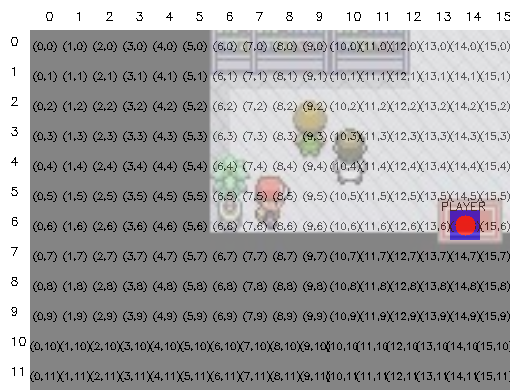 0 1 2 3 4 5 6 7 8 9 10 11 12 13 14 15
0 (0,0) (1,0) (2,0) (3,0) (4,0) (5,0) (6,0) (7,0) (8,0) (9,0) (10,0) (11,0) (12,0) (13,0) (14,0) (15,0)
1 (0,1) (1,1) (2,1) (3,1) (4,1) (5,1) (6,1) (7,1) (8,1) (9,1) (10,1) (11,1) (12,1) (13,1) (14,1) (15,1)
2 (0,2) (1,2) (2,2) (3,2) (4,2) (5,2) (6,2) (7,2) (8,2) (9,2) (10,2) (11,2) (12,2) (13,2) (14,2) (15,2)
3 (0,3) (1,3) (2,3) (3,3) (4,3) (5,3) (6,3) (7,3) (8,3) (9,3) (10,3) (11,3) (12,3) (13,3) (14,3) (15,3)
4 (0,4) (1,4) (2,4) (3,4) (4,4) (5,4) (6,4) (7,4) (8,4) (9,4) (10,4) (11,4) (12,4) (13,4) (14,4) (15,4)
5 (0,5) (1,5) (2,5) (3,5) (4,5) (5,5) (6,5) (7,5) (8,5) (9,5) (10,5) (11,5) (12,5) (13,5) (14,5) (15,5)
PLAYER
6 (0,6) (1,6) (2,6) (3,6) (4,6) (5,6) (6,6) (7,6) (8,6) (9,6) (10,6) (11,6) (12,6) (13,6 (15,6)
7 (0,7) (1,7) (2,7) (3,7) (4,7) (5,7) (6,7) (7,7) (8,7) (9,7) (10,7) (11,7) (12,7) (13,7) (14,7) (15,7)
8 (0,8) (1,8) (2,8) (3,8) (4,8) (5,8) (6,8) (7,8) (8,8) (9,8) (10,8) (11,8) (12,8) (13,8) (14,8) (15,8)
9 (0,9) (1,9) (2,9) (3,9) (4,9) (5,9) (6,9) (7,9) (8,9) (9,9) (10,9) (11,9) (12,9) (13,9) (14,9) (15,9)
10 (0,10) (1,10) (2,10) (3,10) (4,10) (5,10) (6,10) (7,10) (8,10) (9,10) (10,10) (11,10) (12,10) (13,10) (14,10) (15,10)
11 (0,11) (1,11) (2,11) (3,11) (4,11) (5,11) (6,11) (7,11) (8,11) (9,11) (10,11) (11,11) (12,11) (13,11) (14,11) (15,11)